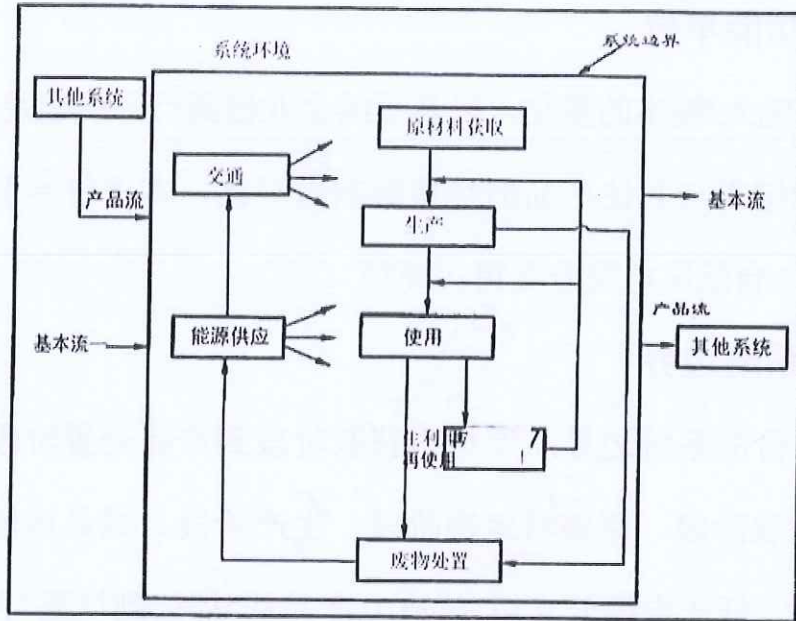 系统环境
系统边界
其他系统
原材料获取
交通
产品流
基本流
生产
产品流
基本流
能源供应
使用
其他系统
再使用
废物处置